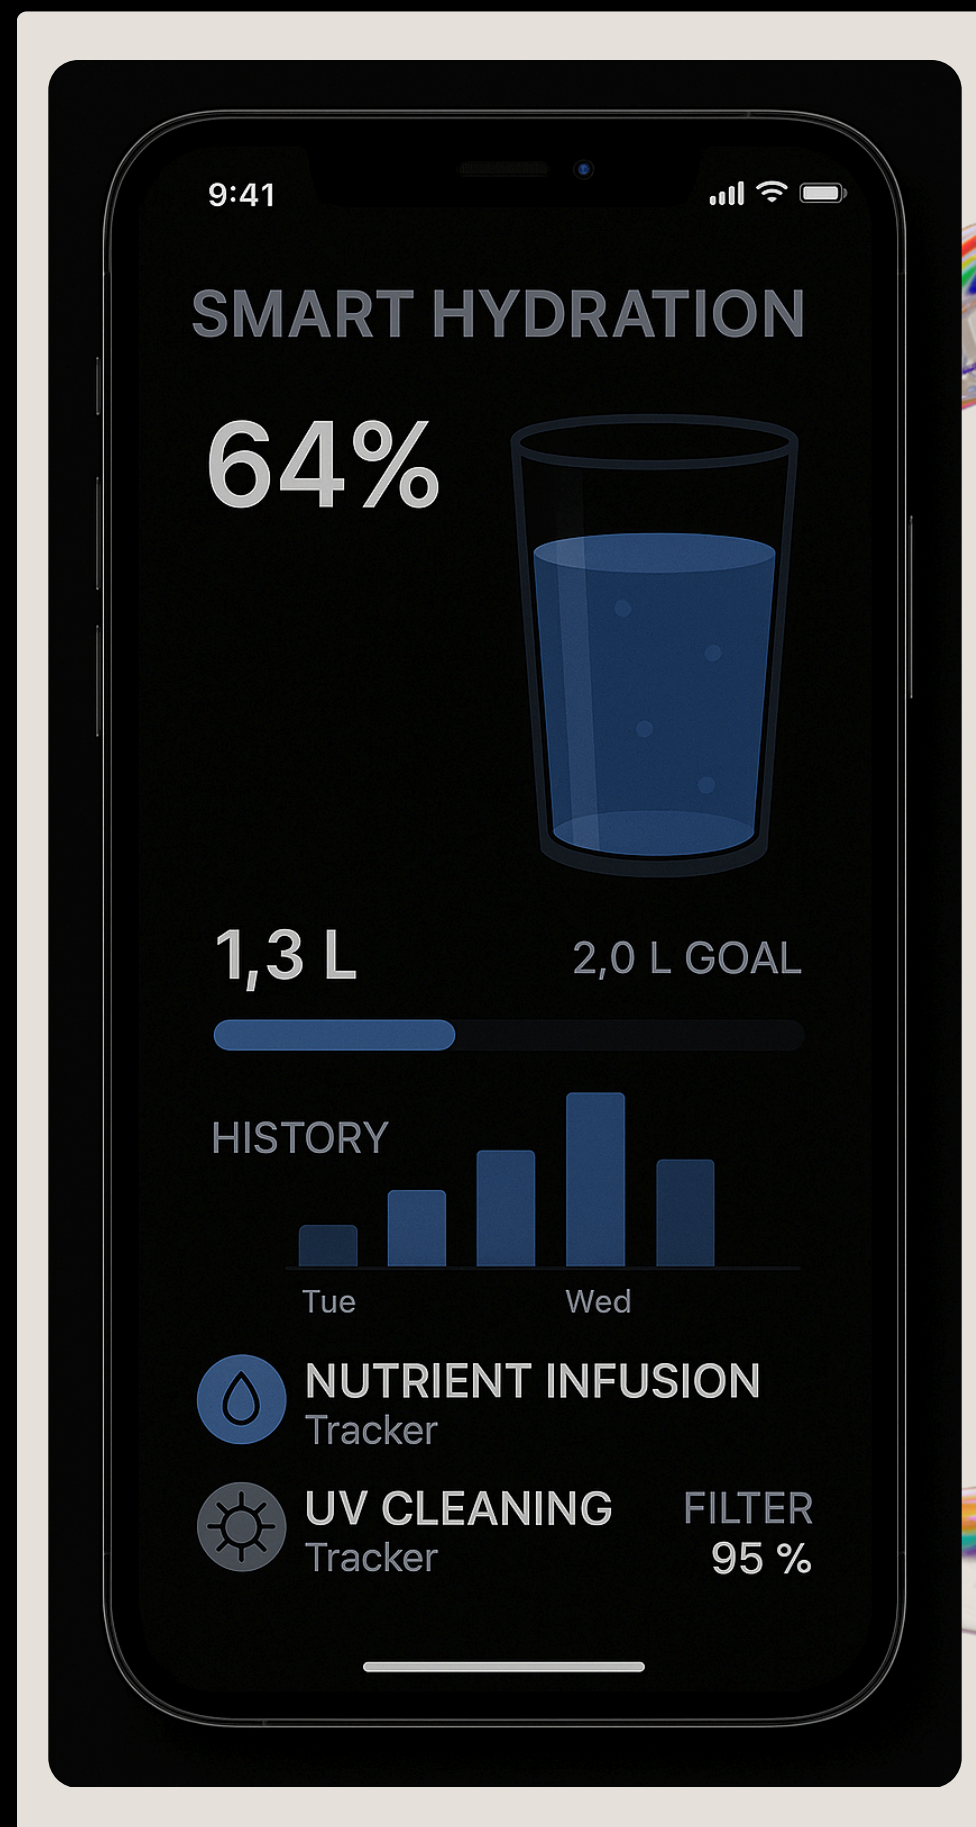 9:41
SMART HYDRATION
64%
1,3 L
2,0 L GOAL
HISTORY
Tue
Wed
NUTRIENT INFUSION
Tracker
UV CLEANING
Tracker
FILTER
95 %